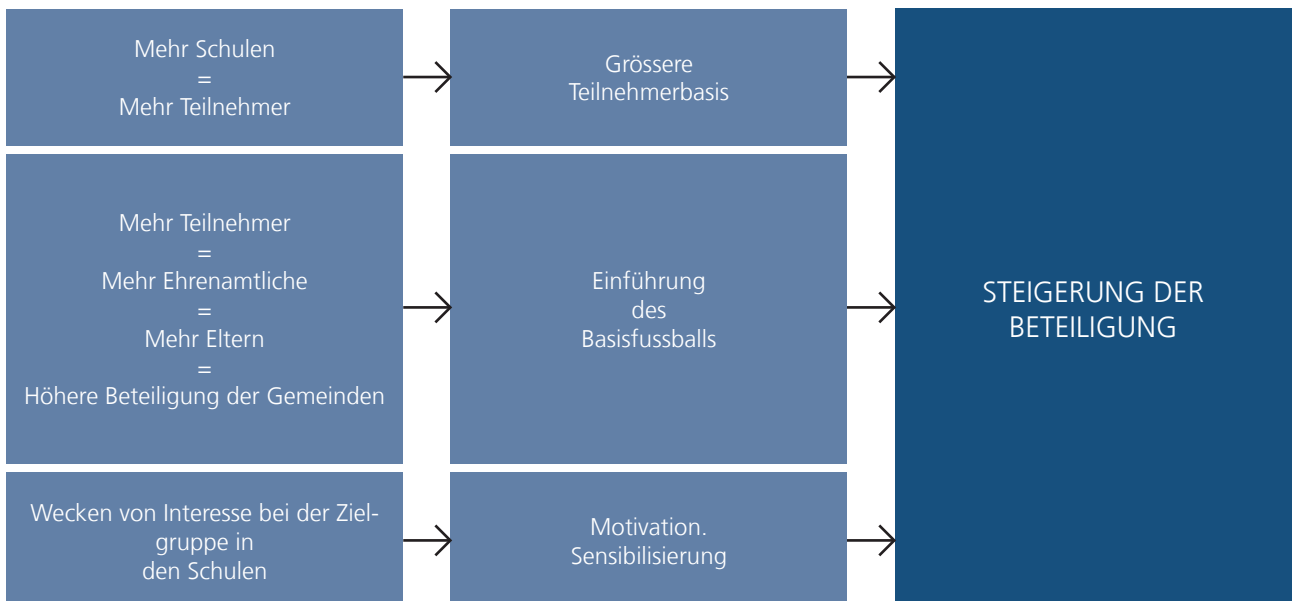 Mehr Schulen
=
Mehr Teilnehmer
Grössere
Teilnehmerbasis
Mehr Teilnehmer
=
Mehr Ehrenamtliche
=
Mehr Eltern
=
Höhere Beteiligung der Gemeinden
Einführung
des
Basisfussballs
STEIGERUNG DER
BETEILIGUNG
Wecken von Interesse bei der Ziel-
gruppe in
den Schulen
Motivation.
Sensibilisierung